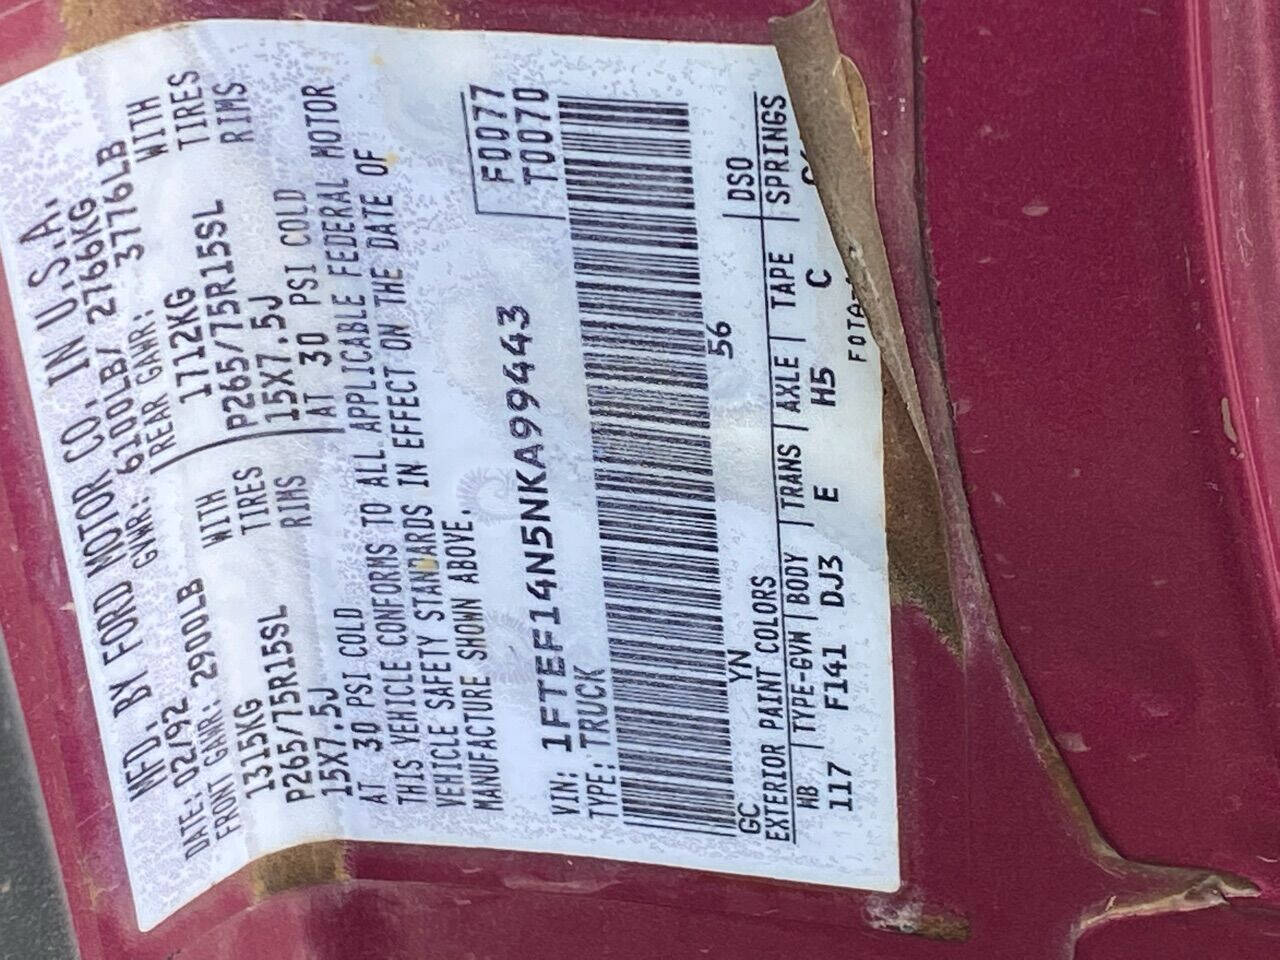 MFD. BY FORD MOTOR CO. IN U.S.A.
DATE: 02/92 GVWR: 6100LB/ 2766KG
FRONT GAWR: 2900LB REAR GAWR: 3776LB
1315KG WITH 1712KG WITH
P265/75R15SL TIRES P265/75R15SL TIRES
15X7.5J RIMS 15X7.5J RIMS
AT 30 PSI COLD AT 30 PSI COLD
THIS VEHICLE CONFORMS TO ALL APPLICABLE FEDERAL MOTOR
VEHICLE SAFETY STANDARDS IN EFFECT ON THE DATE OF
MANUFACTURE SHOWN ABOVE.
F0077
T0070
VIN: 1FTEF14N5NKA99443
TYPE: TRUCK
GC YN 56 DSO
EXTERIOR PAINT COLORS
WB TYPE-GVW BODY TRANS AXLE TAPE SPRINGS
117 F141 DJ3 E H5 C